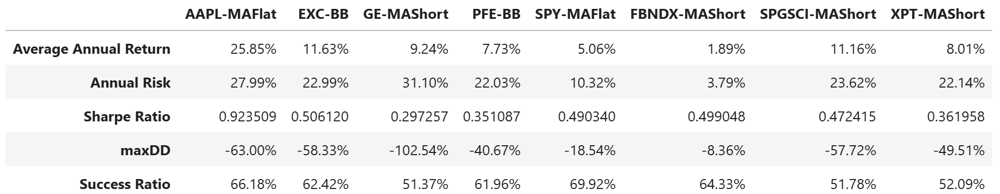 AAPL-MAFlat EXC-BB GE-MAShort PFE-BB SPY-MAFlat FBNDX-MAShort SPGSCI-MAShort XPT-MAShort
Average Annual Return 25.85% 11.63% 9.24% 7.73% 5.06% 1.89% 11.16% 8.01%
Annual Risk 27.99% 22.99% 31.10% 22.03% 10.32% 3.79% 23.62% 22.14%
Sharpe Ratio 0.923509 0.506120 0.297257 0.351087 0.490340 0.499048 0.472415 0.361958
maxDD -63.00% -58.33% -102.54% -40.67% -18.54% -8.36% -57.72% -49.51%
Success Ratio 66.18% 62.42% 51.37% 61.96% 69.92% 64.33% 51.78% 52.09%